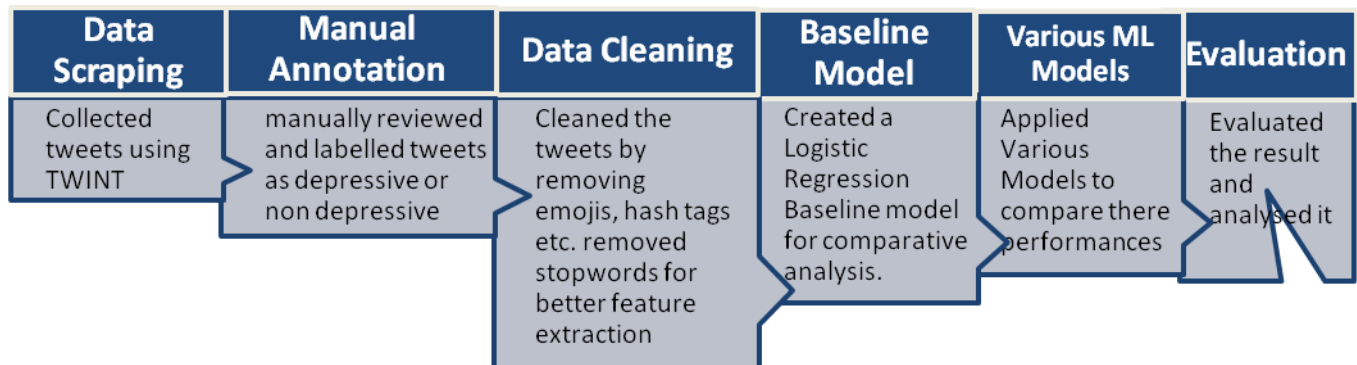 Data
Scraping
Collected
tweets using
TWINT
Manual
Annotation
manually reviewed
and labelled tweets
as depressive or
non depressive
Data Cleaning
Cleaned the
tweets by
removing
emojis, hash tags
etc. removed
stopwords for
better feature
extraction
Baseline
Model
Created a
Logistic
Regression
Baseline model
for comparative
analysis.
Various ML
Models
Applied
Various
Models to
compare there
performances
Evaluation
Evaluated
the result
and
analysed it